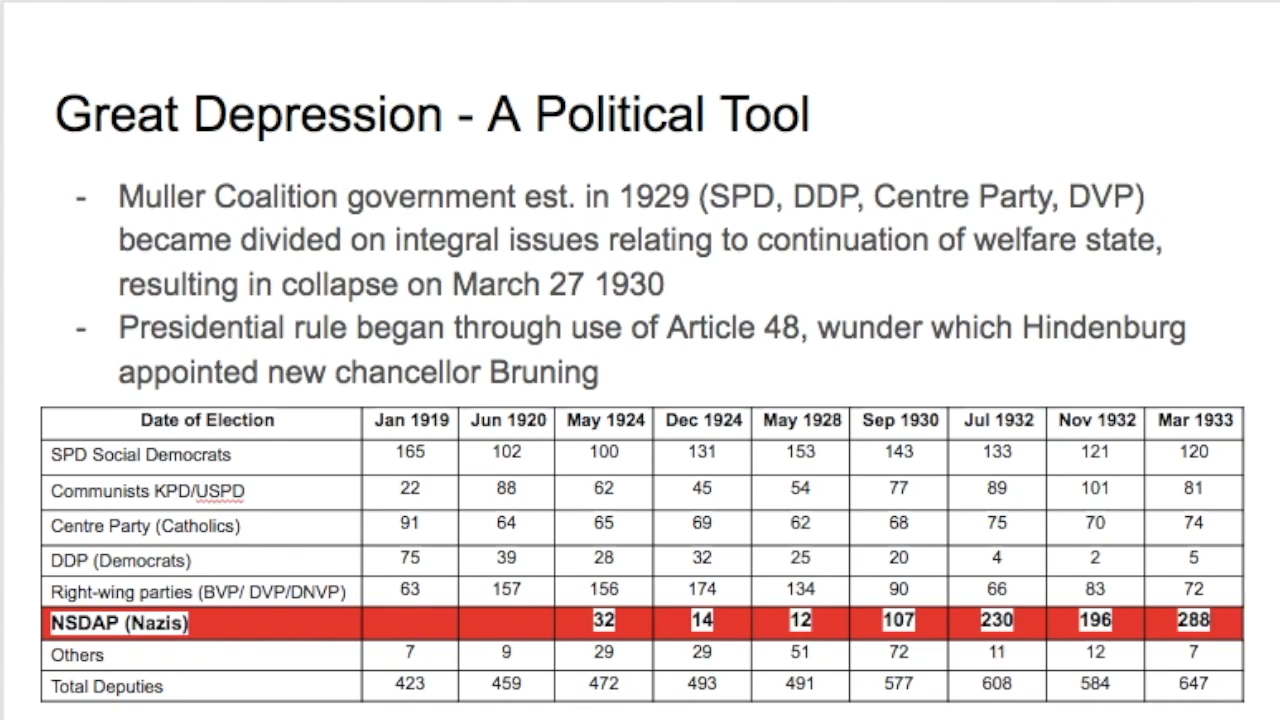 Great Depression - A Political Tool
- Muller Coalition government est. in 1929 (SPD, DDP, Centre Party, DVP)
became divided on integral issues relating to continuation of welfare state,
resulting in collapse on March 27 1930
- Presidential rule began through use of Article 48, wunder which Hindenburg
appointed new chancellor Bruning
Date of Election Jan 1919 Jun 1920 May 1924 Dec 1924 May 1928 Sep 1930 Jul 1932 Nov 1932 Mar 1933
SPD Social Democrats 165 102 100 131 153 143 133 121 120
Communists KPD/USPD 22 88 62 45 54 77 89 101 81
Centre Party (Catholics) 91 64 65 69 62 68 75 70 74
DDP (Democrats) 75 39 28 32 25 20 4 2 5
Right-wing parties (BVP/ DVP/DNVP) 63 157 156 174 134 90 66 83 72
NSDAP (Nazis) 32 14 12 107 230 196 288
Others 7 9 29 29 51 72 11 12 7
Total Deputies 423 459 472 493 491 577 608 584 647